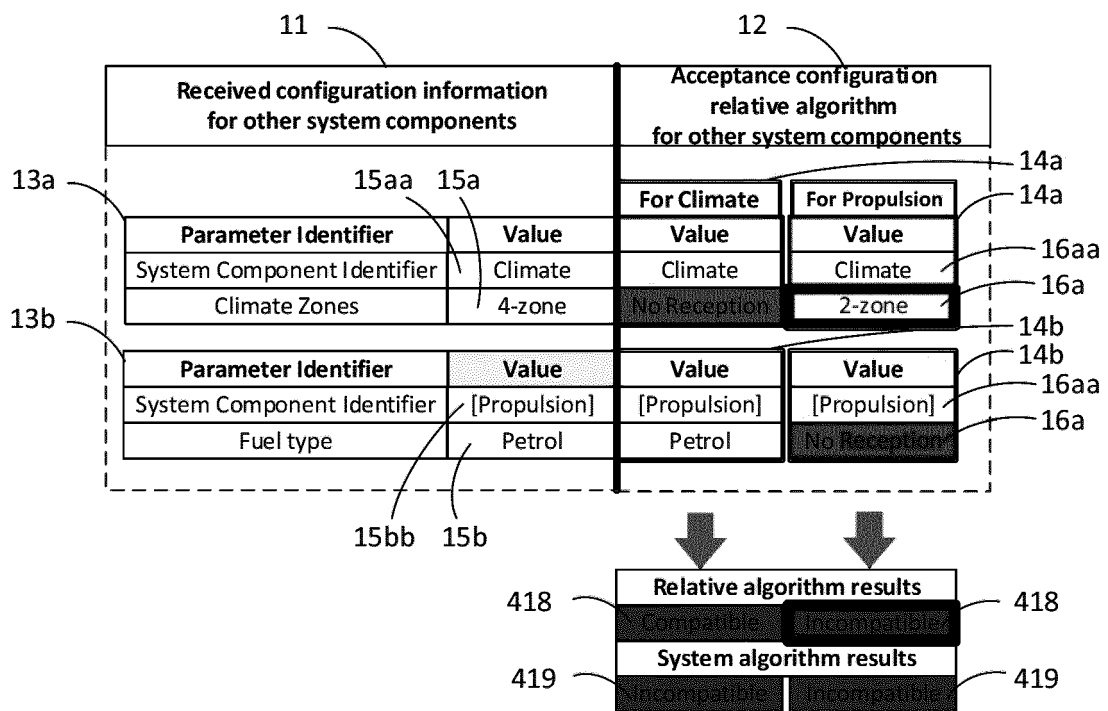 11
12
Received configuration information
for other system components
Acceptance configuration
relative algorithm
for other system components
13a
15aa
15a
14a
For Climate
For Propulsion
14a
Parameter Identifier
Value
Value
Value
System Component Identifier
Climate
Climate
Climate
16aa
Climate Zones
4-zone
No Reception
2-zone
16a
13b
14b
Parameter Identifier
Value
Value
Value
14b
System Component Identifier
[Propulsion]
[Propulsion]
[Propulsion]
16aa
Fuel type
Petrol
Petrol
No Reception
16a
15bb
15b
Relative algorithm results
418
Compatible
Incompatible
418
System algorithm results
419
Incompatible
Incompatible
419